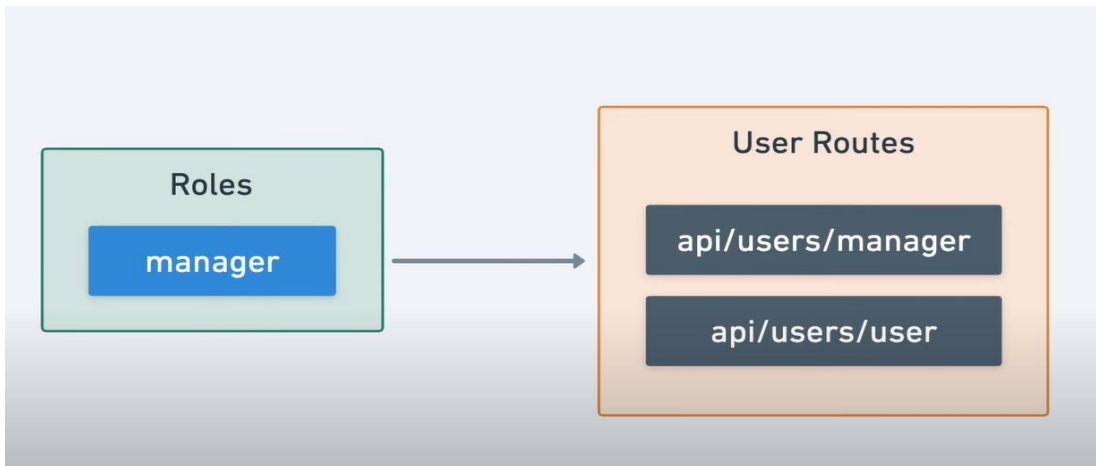 Roles
manager
User Routes
api/users/manager
api/users/user